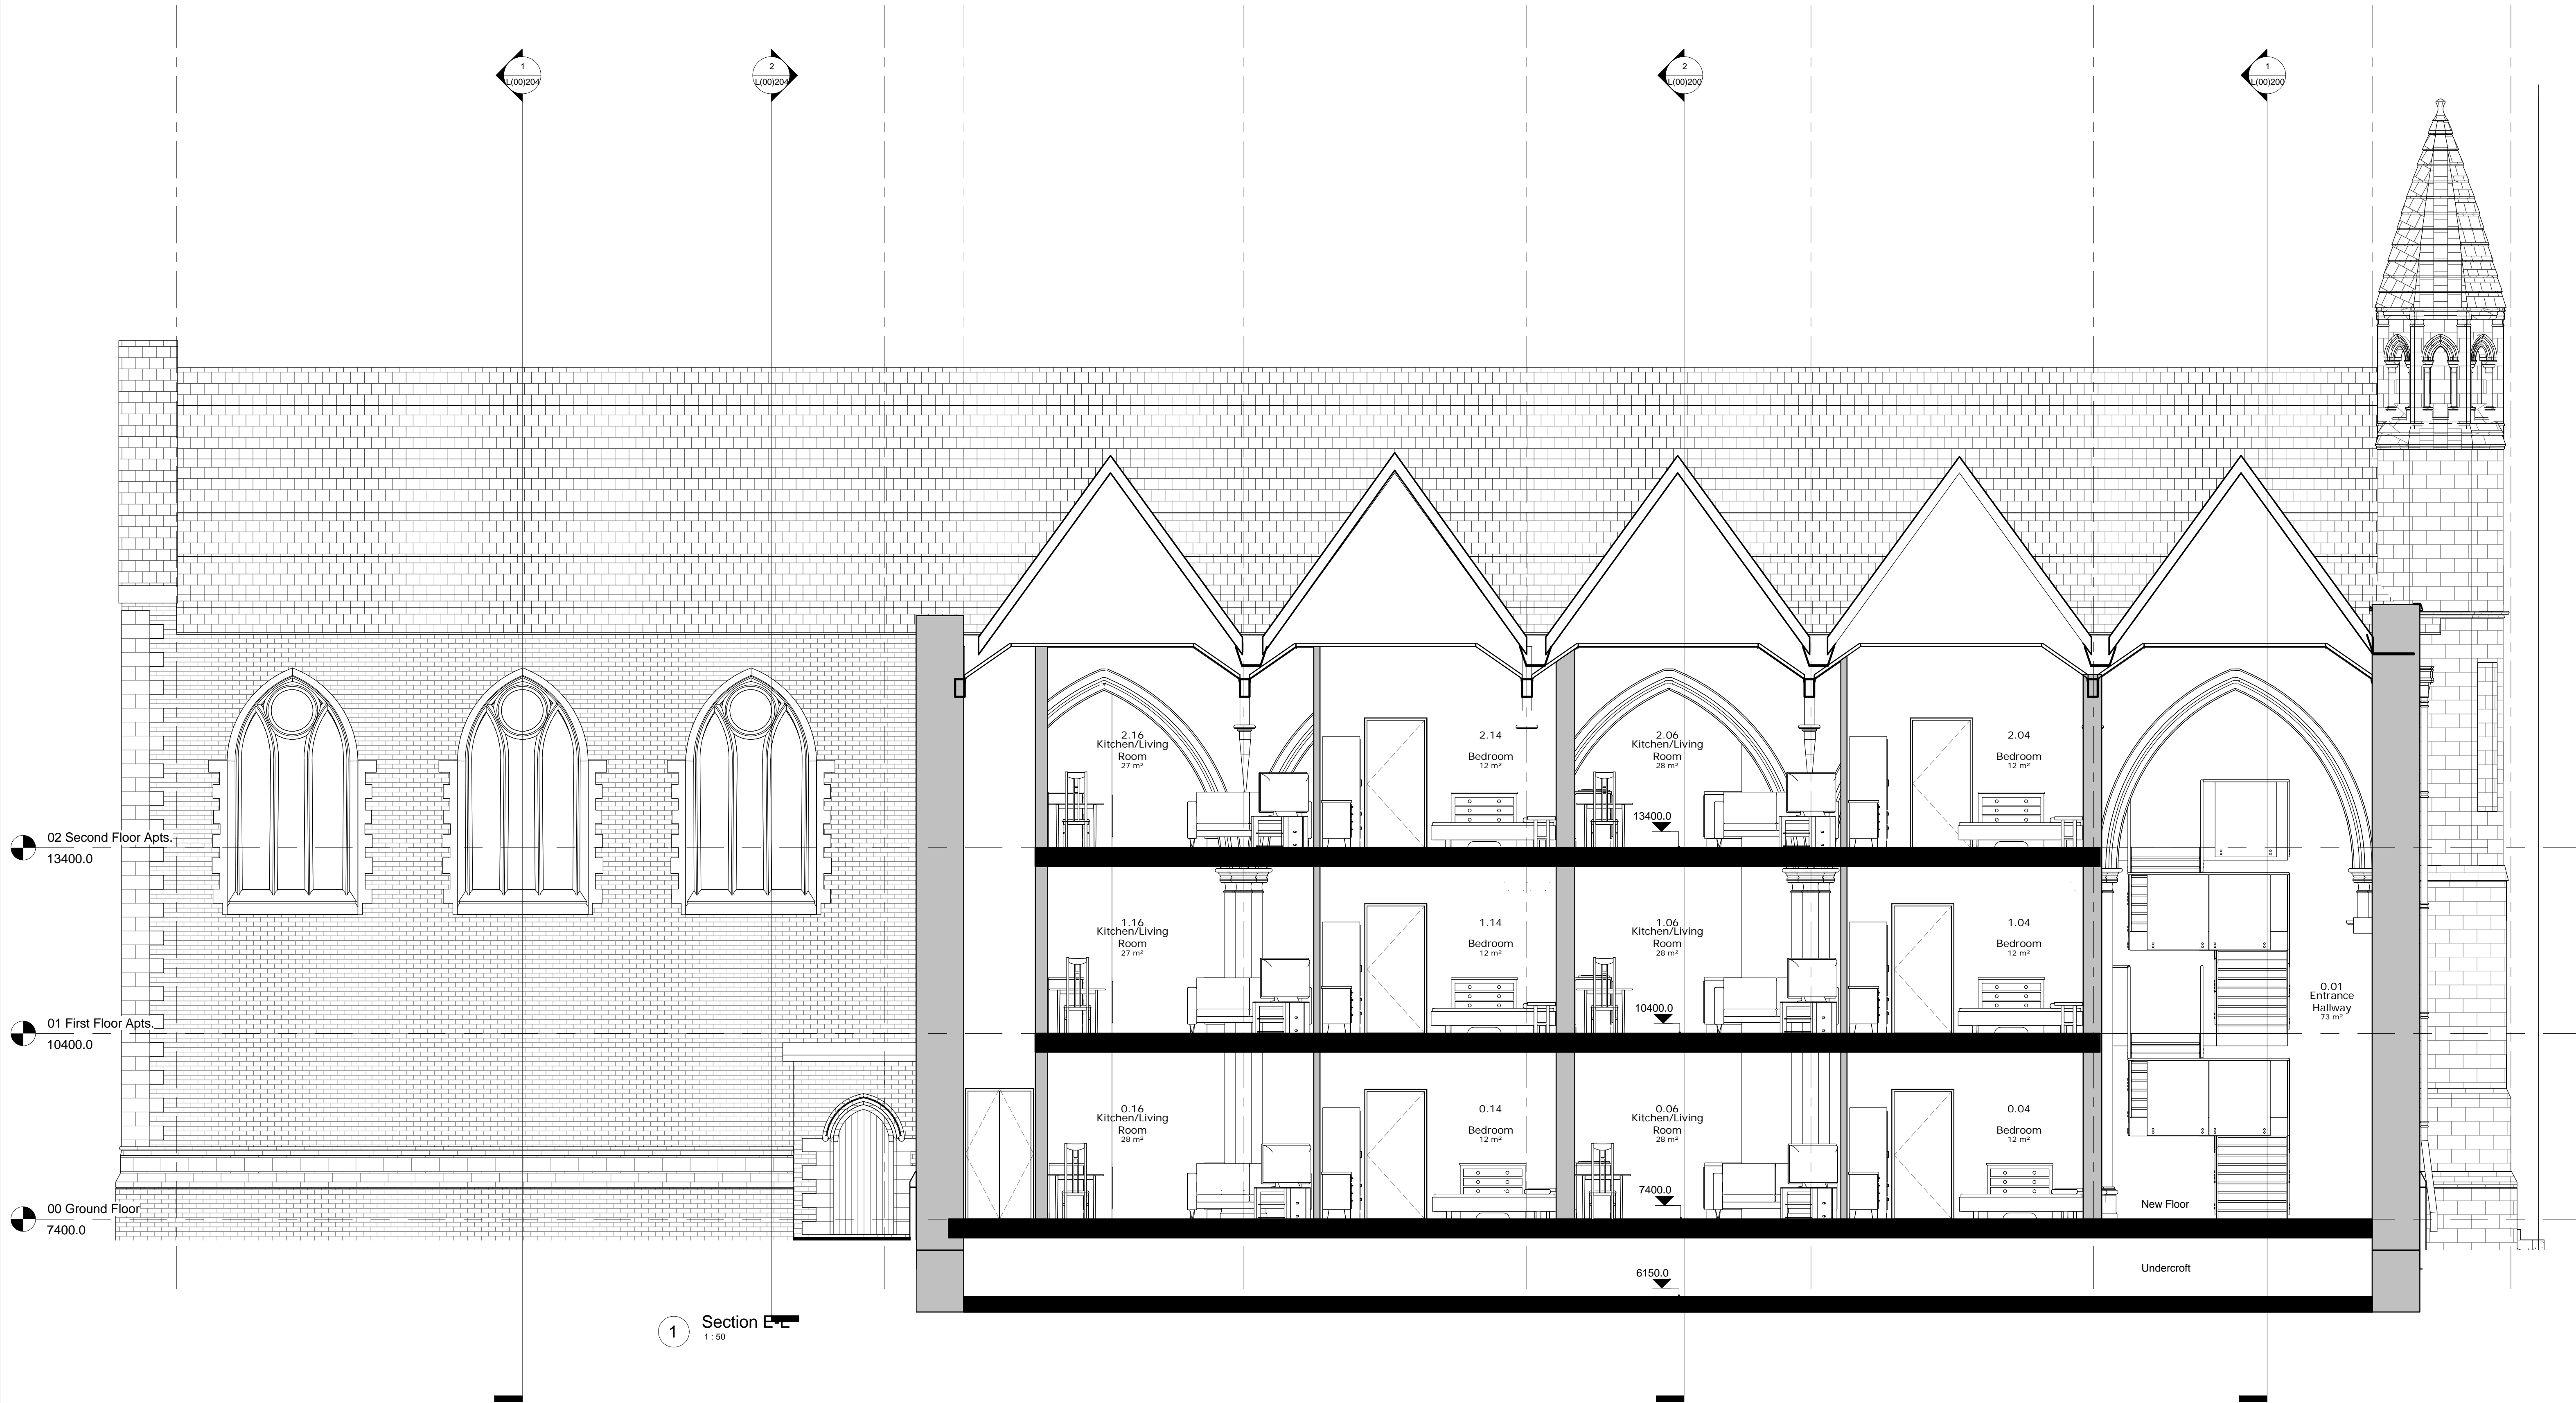 1
L(00)204
2
L(00)204
2
L(00)200
1
L(00)200
2.16
Kitchen/Living
Room
27 m²
2.14
Bedroom
12 m²
2.06
Kitchen/Living
Room
28 m²
2.04
Bedroom
12 m²
13400.0
02 Second Floor Apts.
13400.0
1.16
Kitchen/Living
Room
27 m²
1.14
Bedroom
12 m²
1.06
Kitchen/Living
Room
28 m²
1.04
Bedroom
12 m²
0.01
Entrance
Hallway
73 m²
10400.0
01 First Floor Apts.
10400.0
0.16
Kitchen/Living
Room
28 m²
0.14
Bedroom
12 m²
0.06
Kitchen/Living
Room
28 m²
0.04
Bedroom
12 m²
7400.0
New Floor
00 Ground Floor
7400.0
Undercroft
6150.0
1
Section E-E
1 : 50